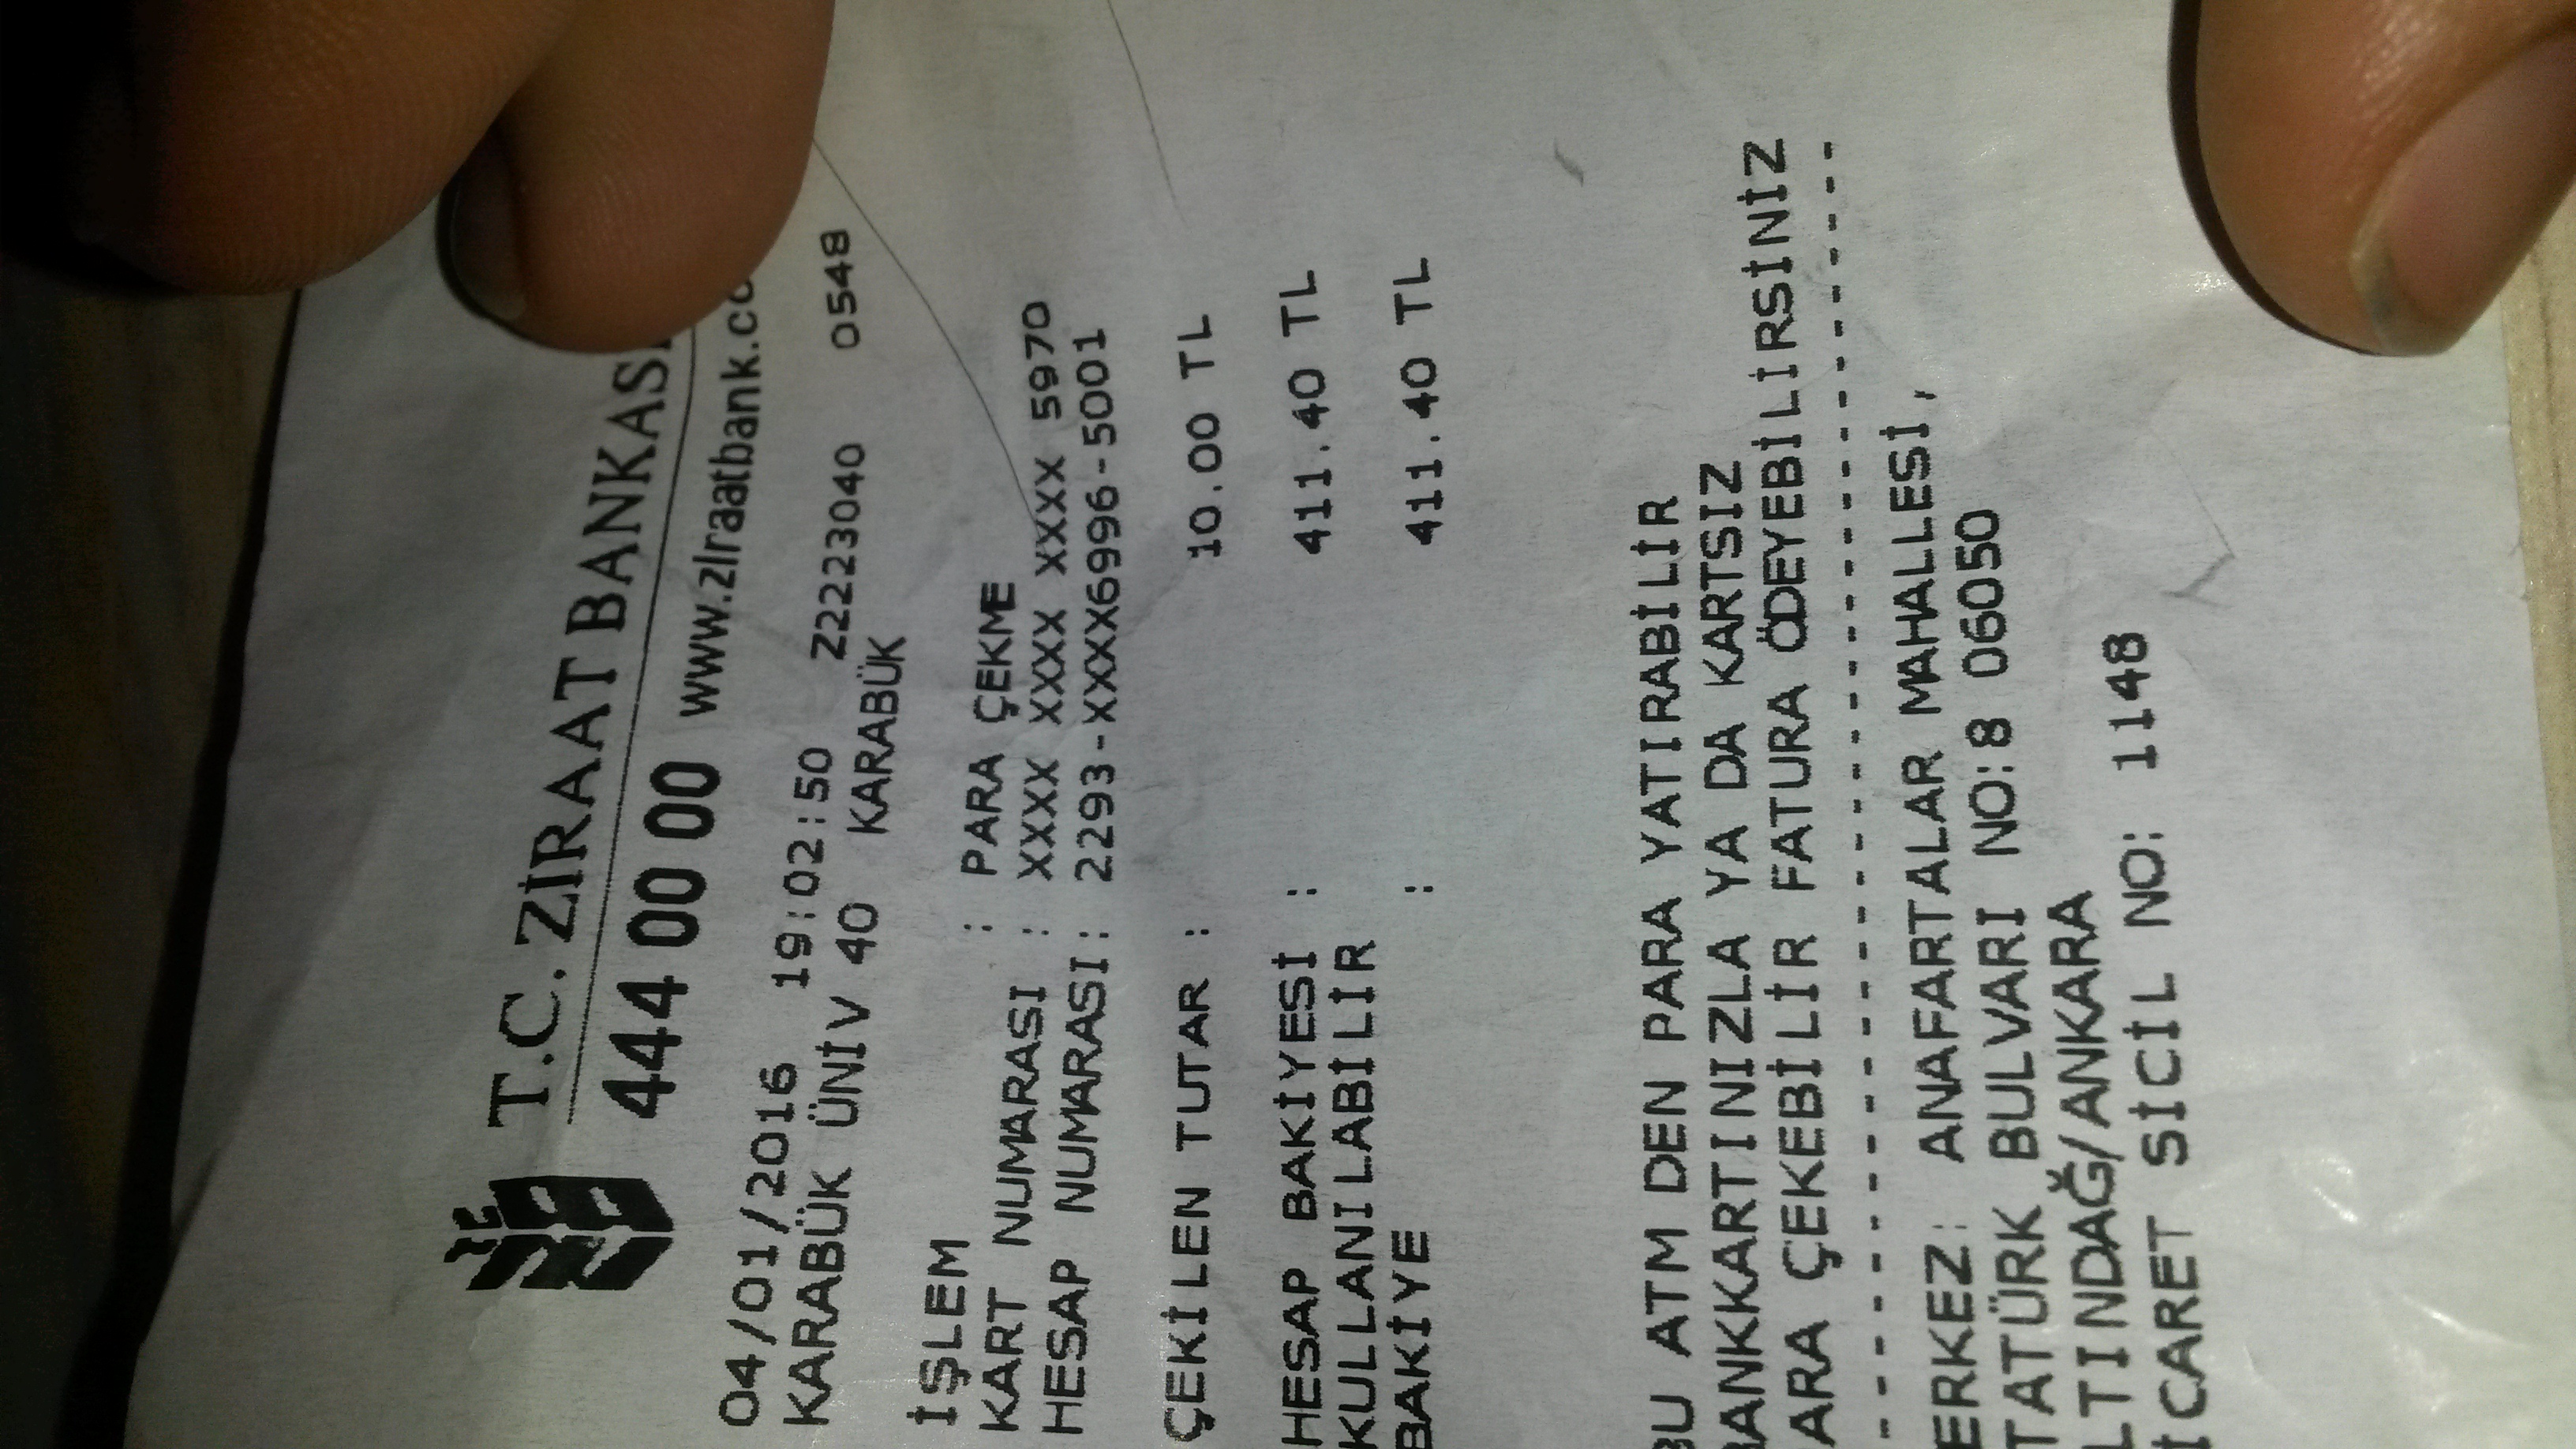 TC
T.C. ZİRAAT BANKAS
444 00 00 www.ziraatbank.co
04/01/2016 19:02:50 Z2223040 0548
KARABÜK ÜNİV 40 KARABÜK
İŞLEM : PARA ÇEKME
KART NUMARASI : XXXX XXXX XXXX 5970
HESAP NUMARASI: 2293-XXXX6996-5001
ÇEKİLEN TUTAR : 10.00 TL
HESAP BAKİYESİ : 411.40 TL
KULLANILABİLİR
BAKİYE : 411.40 TL
BU ATM DEN PARA YATIRABİLİR
BANKKARTINIZLA YA DA KARTSIZ
ARA ÇEKEBİLİR FATURA ÖDEYEBİLİRSİNİZ
--------------------------------
ERKEZ: ANAFARTALAR MAHALLESİ,
TATÜRK BULVARI NO:8 06050
LTINDAĞ/ANKARA
İCARET SİCİL NO: 1148